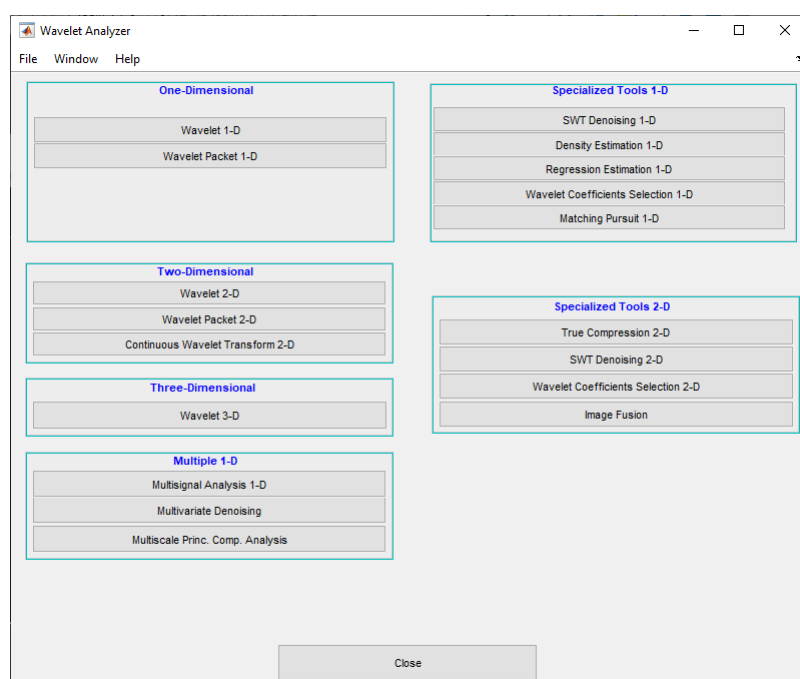 Wavelet Analyzer
File Window Help
One-Dimensional
Wavelet 1-D
Wavelet Packet 1-D
Two-Dimensional
Wavelet 2-D
Wavelet Packet 2-D
Continuous Wavelet Transform 2-D
Three-Dimensional
Wavelet 3-D
Multiple 1-D
Multisignal Analysis 1-D
Multivariate Denoising
Multiscale Princ. Comp. Analysis
Specialized Tools 1-D
SWT Denoising 1-D
Density Estimation 1-D
Regression Estimation 1-D
Wavelet Coefficients Selection 1-D
Matching Pursuit 1-D
Specialized Tools 2-D
True Compression 2-D
SWT Denoising 2-D
Wavelet Coefficients Selection 2-D
Image Fusion
Close